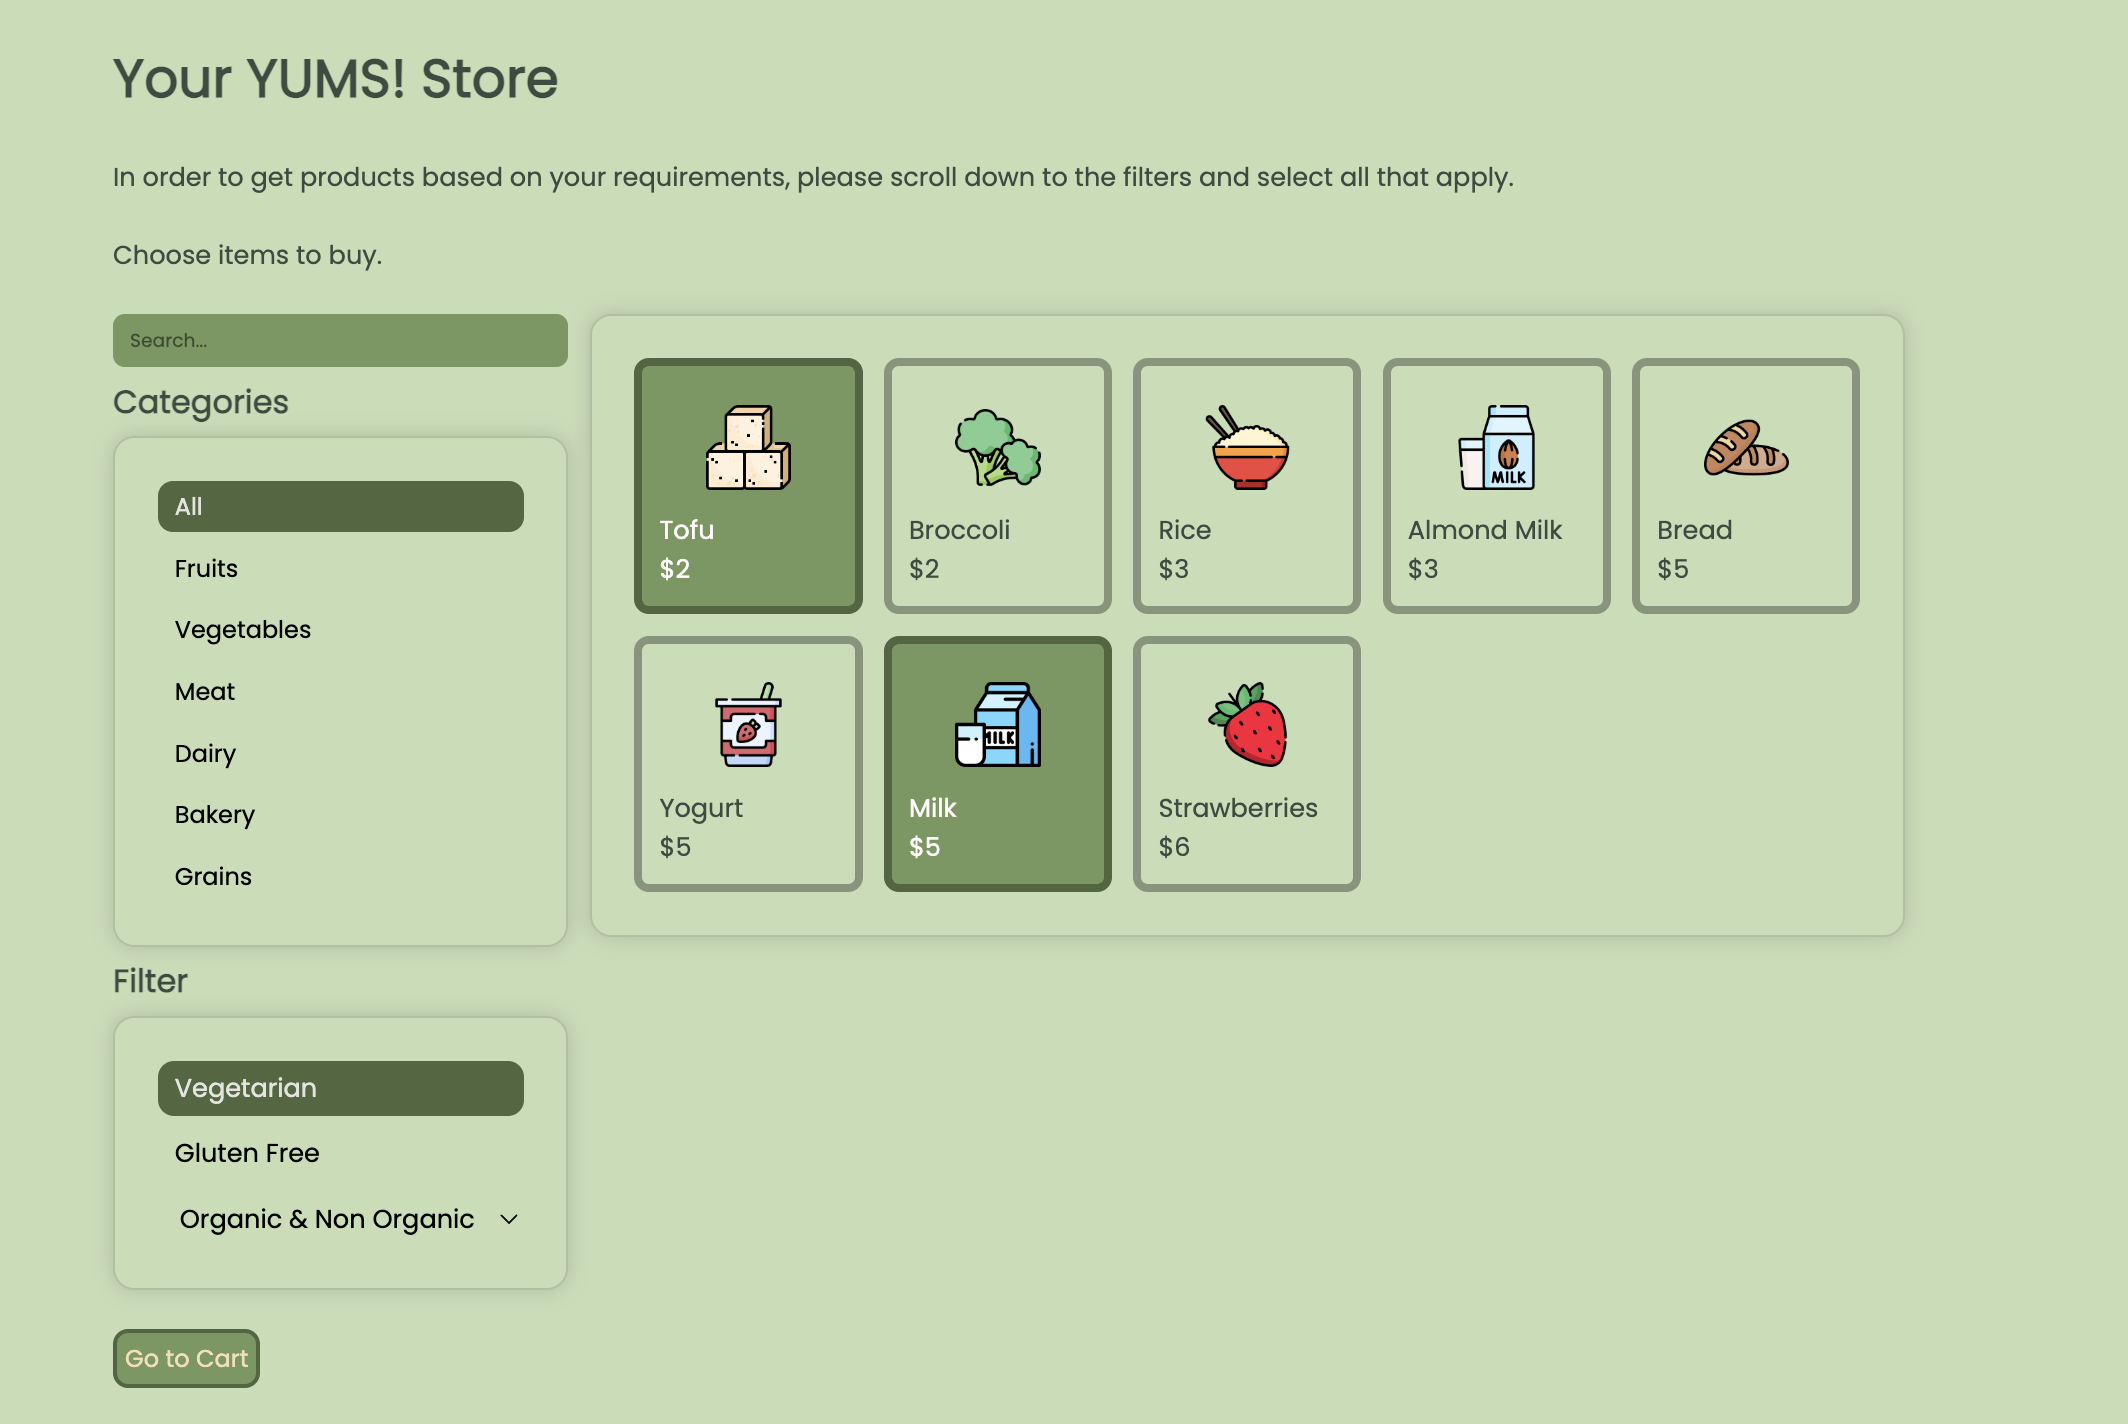 Your YUMS! Store
In order to get products based on your requirements, please scroll down to the filters and select all that apply.
Choose items to buy.
Search...
Categories
All
Fruits
Vegetables
Meat
Dairy
Bakery
Grains
Filter
Vegetarian
Gluten Free
Organic & Non Organic
Go to Cart
Tofu
$2
Broccoli
$2
Rice
$3
MILK
Almond Milk
$3
Bread
$5
Yogurt
$5
MILK
Milk
$5
Strawberries
$6